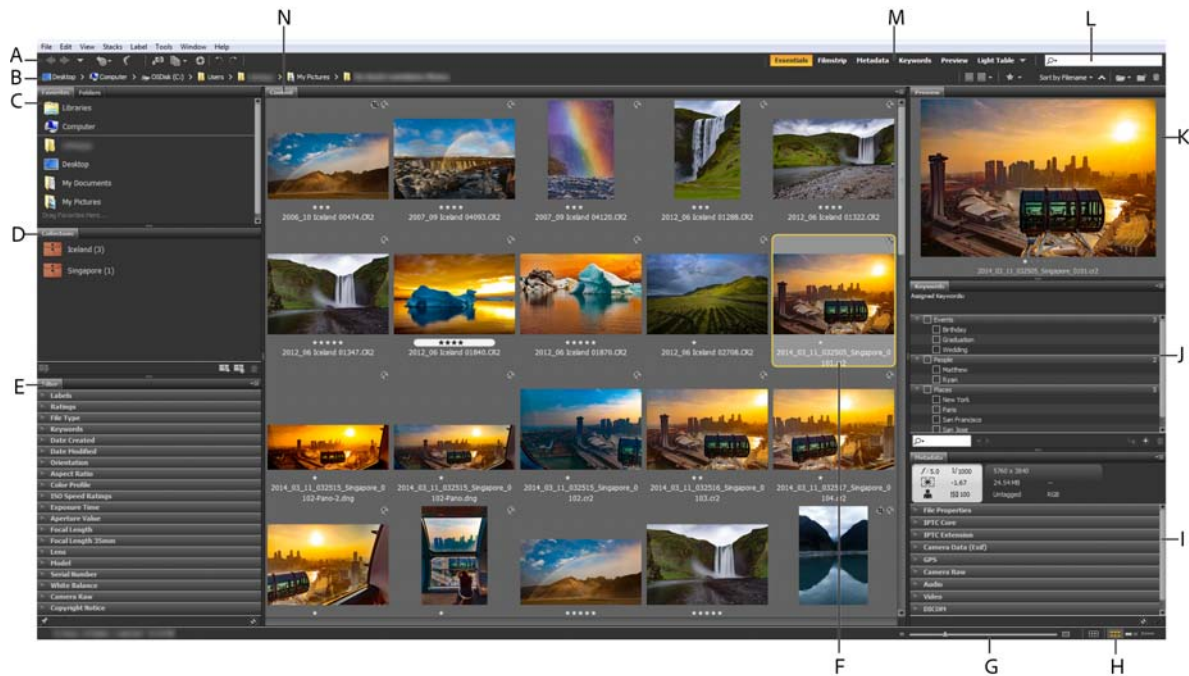 N
M
L
File Edit View Stacks Label Tools Window Help
A
Essentials Filmstrip Metadata Keywords Preview Light Table
B
Desktop > Computer > OSDisk (C:) > Users > My Pictures >
Sort by Filename
C
Favorites Folders
Content
Preview
Libraries
Computer
Desktop
My Documents
My Pictures
Drag Favorites Here...
K
2006_10 Iceland 00474.CR2
2007_09 Iceland 04093.CR2
2007_09 Iceland 04120.CR2
2012_06 Iceland 01288.CR2
2012_06 Iceland 01322.CR2
D
Collections
Iceland (3)
Singapore (1)
2014_03_11_032505_Singapore_0101.cr2
2012_06 Iceland 01347.CR2
2012_06 Iceland 01840.CR2
2012_06 Iceland 01870.CR2
2012_06 Iceland 02708.CR2
2014_03_11_032505_Singapore_0
101.cr2
Keywords
Assigned Keywords:
Events 3
Birthday
Graduation
Wedding
People 2
Matthew
Ryan
Places 5
New York
Paris
San Francisco
San Jose
J
E
Filter
Labels
Ratings
File Type
Keywords
Date Created
Date Modified
Orientation
Aspect Ratio
Color Profile
ISO Speed Ratings
Exposure Time
Aperture Value
Focal Length
Focal Length 35mm
Lens
Model
Serial Number
White Balance
Camera Raw
Copyright Notice
2014_03_11_032515_Singapore_0
102-Pano-2.dng
2014_03_11_032515_Singapore_0
102-Pano.dng
2014_03_11_032515_Singapore_0
102.cr2
2014_03_11_032516_Singapore_0
103.cr2
2014_03_11_032517_Singapore_0
104.cr2
Metadata
f/5.0 1/1000
-1.67
ISO 100
5760 x 3840
24.54 MB --
Untagged RGB
File Properties
IPTC Core
IPTC Extension
Camera Data (Exif)
GPS
Camera Raw
Audio
Video
DICOM
I
F
G
H